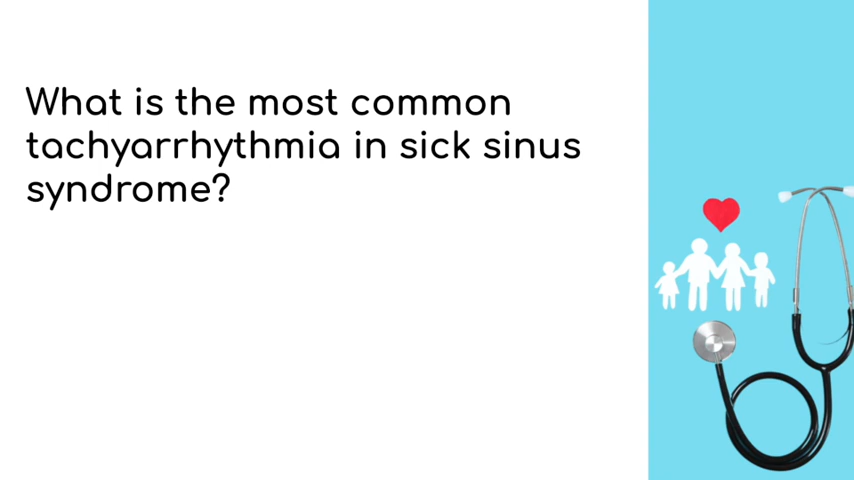 What is the most common
tachyarrhythmia in sick sinus
syndrome?